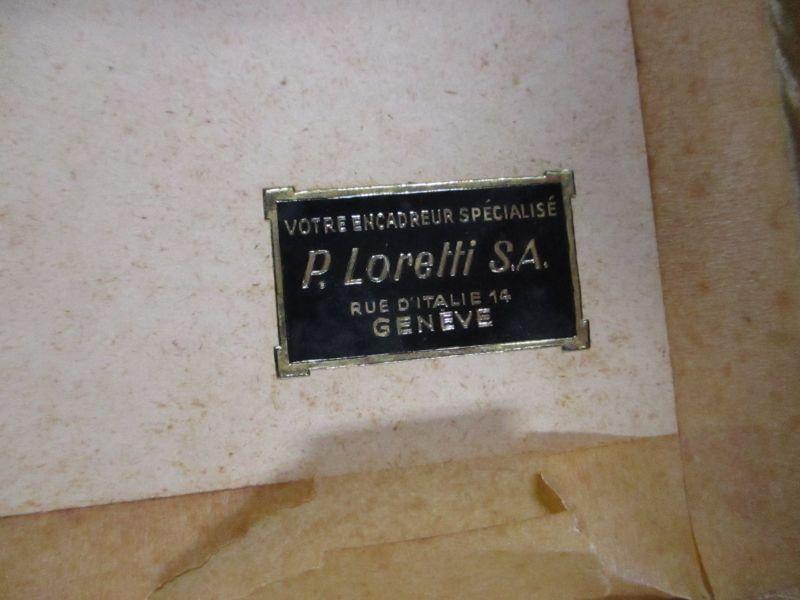 VOTRE ENCADREUR SPÉCIALISÉ
P. Loretti S.A.
RUE D'ITALIE 14
GENÈVE